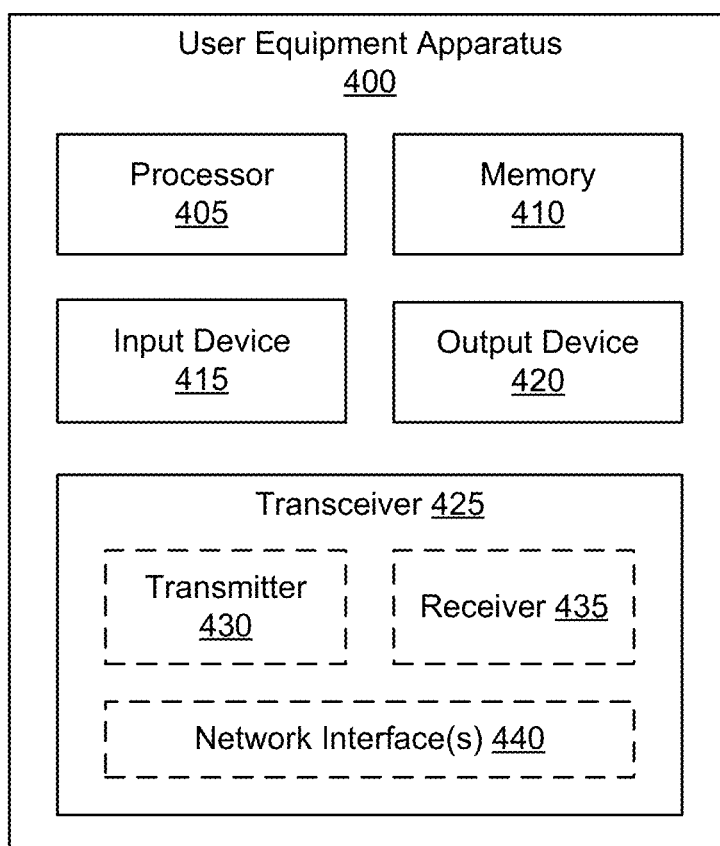 User Equipment Apparatus
400
Processor
405
Memory
410
Input Device
415
Output Device
420
Transceiver 425
Transmitter
430
Receiver 435
Network Interface(s) 440